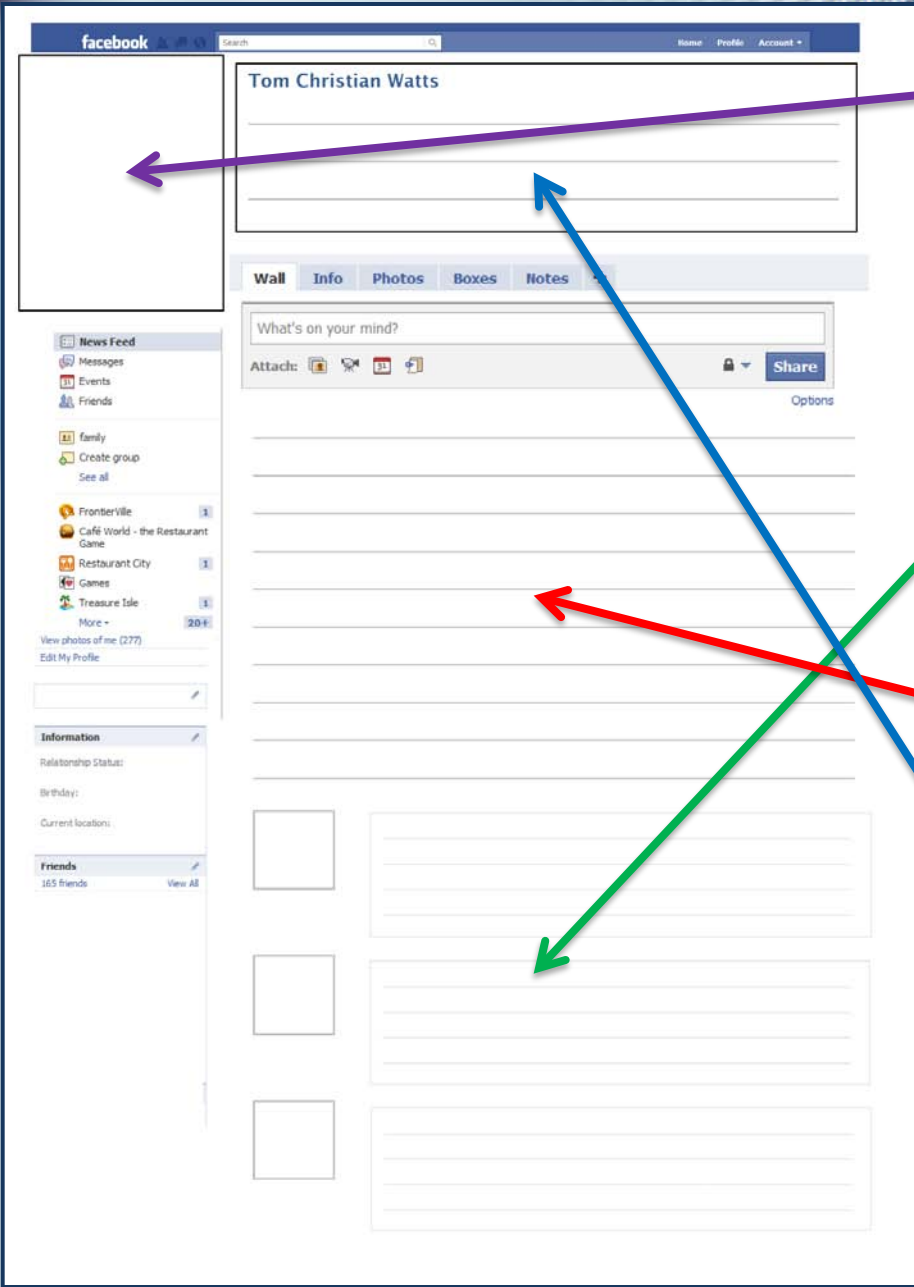 facebook
Search
Home Profile Account
Tom Christian Watts
Wall Info Photos Boxes Notes
What's on your mind?
Attach: 31
Share
Options
News Feed
Messages
31 Events
Friends
family
Create group
See all
FrontierVille 1
Café World - the Restaurant
Game
Restaurant City 1
Games
Treasure Isle 1
More 20+
View photos of me (277)
Edit My Profile
Information
Relationship Status:
Birthday:
Current location:
Friends
165 friends View All